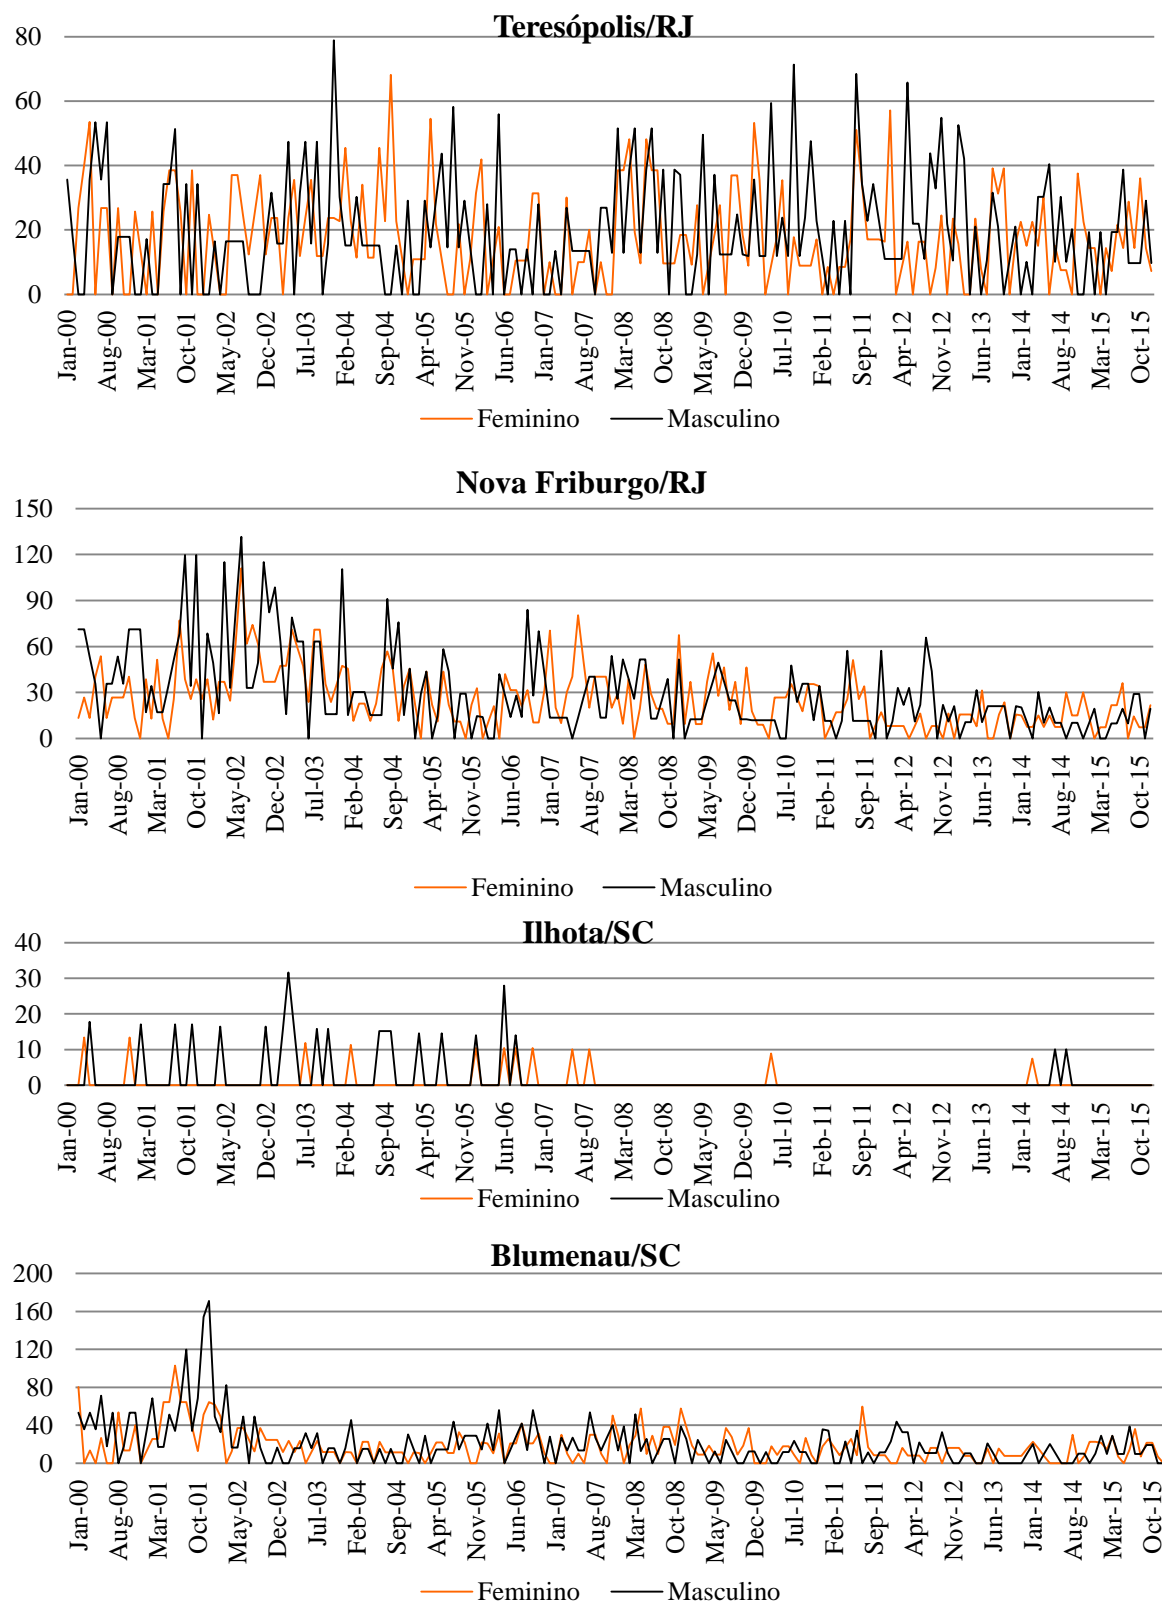 Teresópolis/RJ
80
60
40
20
0
Jan-00 Aug-00 Mar-01 Oct-01 May-02 Dec-02 Jul-03 Feb-04 Sep-04 Apr-05 Nov-05 Jun-06 Jan-07 Aug-07 Mar-08 Oct-08 May-09 Dec-09 Jul-10 Feb-11 Sep-11 Apr-12 Nov-12 Jun-13 Jan-14 Aug-14 Mar-15 Oct-15
Feminino Masculino
Nova Friburgo/RJ
150
120
90
60
30
0
Jan-00 Aug-00 Mar-01 Oct-01 May-02 Dec-02 Jul-03 Feb-04 Sep-04 Apr-05 Nov-05 Jun-06 Jan-07 Aug-07 Mar-08 Oct-08 May-09 Dec-09 Jul-10 Feb-11 Sep-11 Apr-12 Nov-12 Jun-13 Jan-14 Aug-14 Mar-15 Oct-15
Feminino Masculino
Ilhota/SC
40
30
20
10
0
Jan-00 Aug-00 Mar-01 Oct-01 May-02 Dec-02 Jul-03 Feb-04 Sep-04 Apr-05 Nov-05 Jun-06 Jan-07 Aug-07 Mar-08 Oct-08 May-09 Dec-09 Jul-10 Feb-11 Sep-11 Apr-12 Nov-12 Jun-13 Jan-14 Aug-14 Mar-15 Oct-15
Feminino Masculino
Blumenau/SC
200
160
120
80
40
0
Jan-00 Aug-00 Mar-01 Oct-01 May-02 Dec-02 Jul-03 Feb-04 Sep-04 Apr-05 Nov-05 Jun-06 Jan-07 Aug-07 Mar-08 Oct-08 May-09 Dec-09 Jul-10 Feb-11 Sep-11 Apr-12 Nov-12 Jun-13 Jan-14 Aug-14 Mar-15 Oct-15
Feminino Masculino